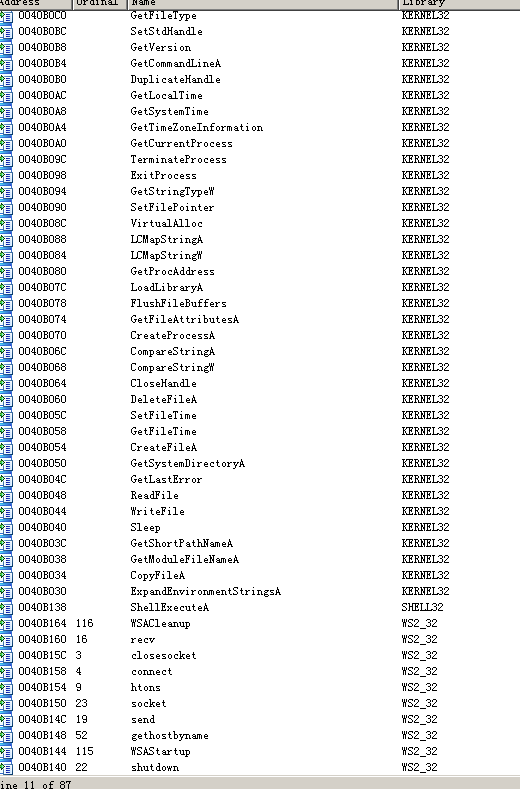 Address Ordinal Name Library
0040B0C0 GetFileType KERNEL32
0040B0BC SetStdHandle KERNEL32
0040B0B8 GetVersion KERNEL32
0040B0B4 GetCommandLineA KERNEL32
0040B0B0 DuplicateHandle KERNEL32
0040B0AC GetLocalTime KERNEL32
0040B0A8 GetSystemTime KERNEL32
0040B0A4 GetTimeZoneInformation KERNEL32
0040B0A0 GetCurrentProcess KERNEL32
0040B09C TerminateProcess KERNEL32
0040B098 ExitProcess KERNEL32
0040B094 GetStringTypeW KERNEL32
0040B090 SetFilePointer KERNEL32
0040B08C VirtualAlloc KERNEL32
0040B088 LCMapStringA KERNEL32
0040B084 LCMapStringW KERNEL32
0040B080 GetProcAddress KERNEL32
0040B07C LoadLibraryA KERNEL32
0040B078 FlushFileBuffers KERNEL32
0040B074 GetFileAttributesA KERNEL32
0040B070 CreateProcessA KERNEL32
0040B06C CompareStringA KERNEL32
0040B068 CompareStringW KERNEL32
0040B064 CloseHandle KERNEL32
0040B060 DeleteFileA KERNEL32
0040B05C SetFileTime KERNEL32
0040B058 GetFileTime KERNEL32
0040B054 CreateFileA KERNEL32
0040B050 GetSystemDirectoryA KERNEL32
0040B04C GetLastError KERNEL32
0040B048 ReadFile KERNEL32
0040B044 WriteFile KERNEL32
0040B040 Sleep KERNEL32
0040B03C GetShortPathNameA KERNEL32
0040B038 GetModuleFileNameA KERNEL32
0040B034 CopyFileA KERNEL32
0040B030 ExpandEnvironmentStringsA KERNEL32
0040B138 ShellExecuteA SHELL32
0040B164 116 WSACleanup WS2_32
0040B160 16 recv WS2_32
0040B15C 3 closesocket WS2_32
0040B158 4 connect WS2_32
0040B154 9 htons WS2_32
0040B150 23 socket WS2_32
0040B14C 19 send WS2_32
0040B148 52 gethostbyname WS2_32
0040B144 115 WSAStartup WS2_32
0040B140 22 shutdown WS2_32
ine 11 of 87